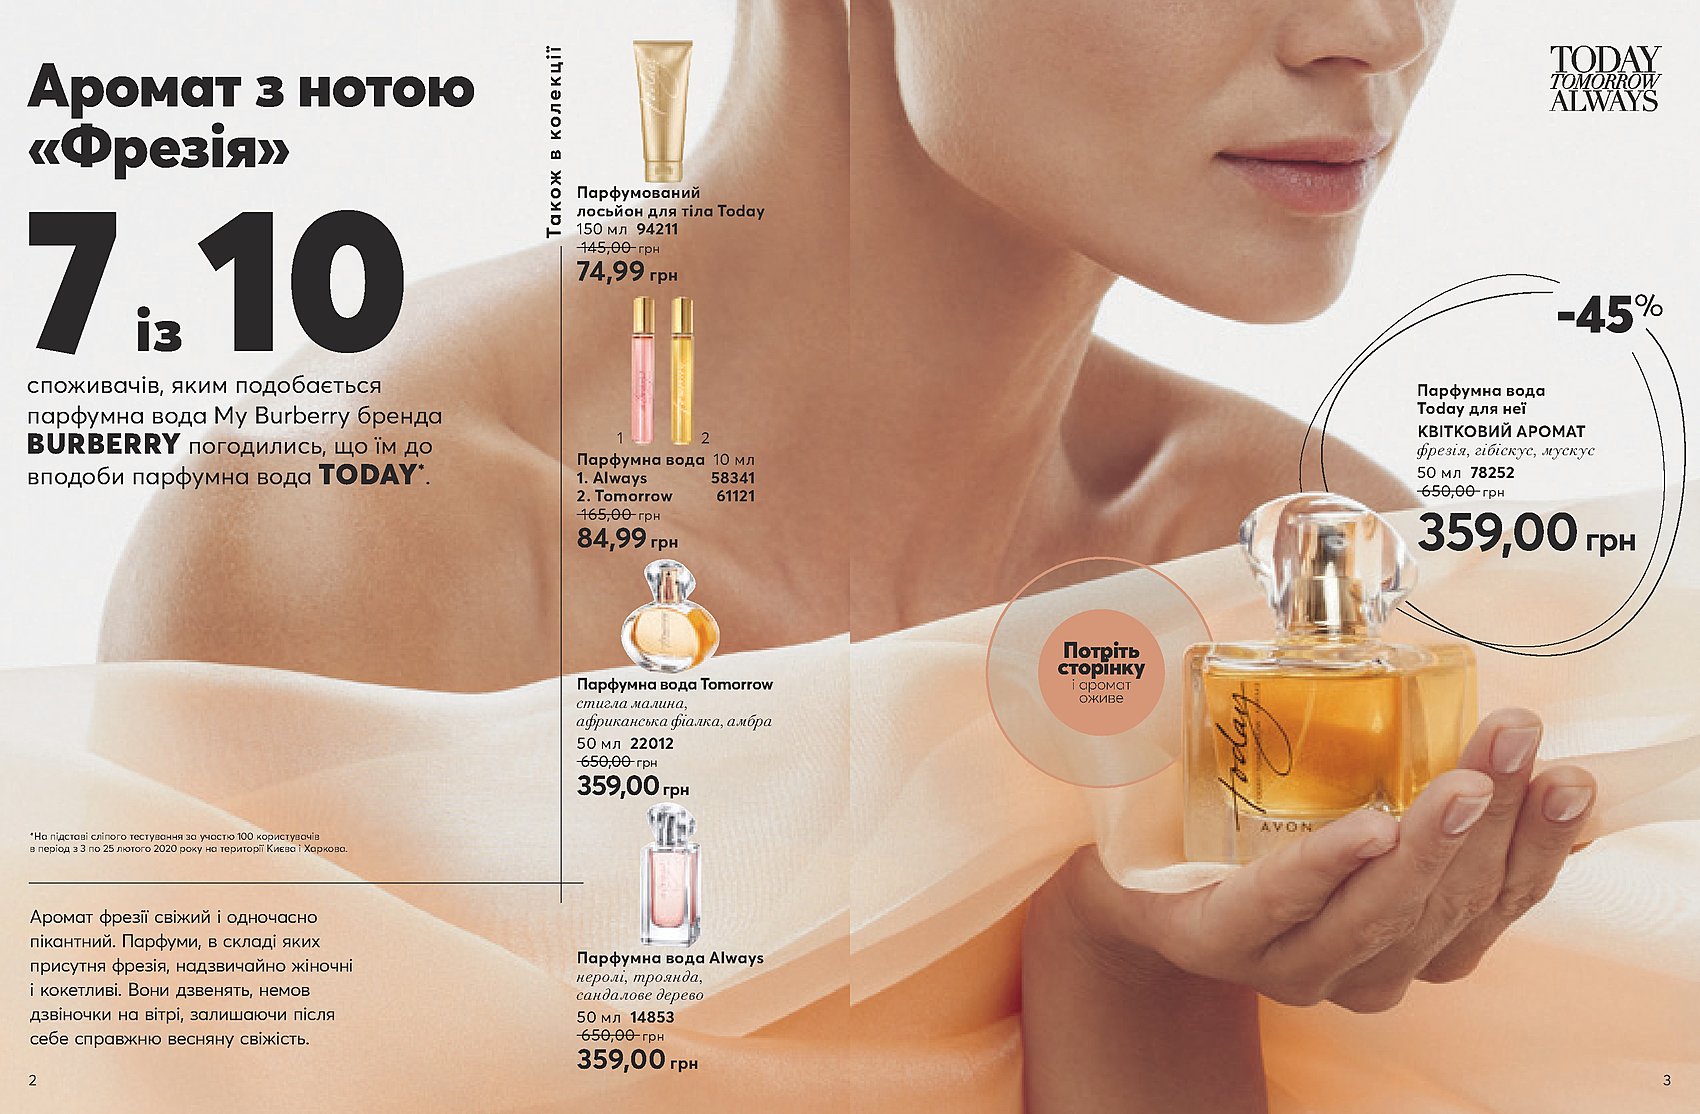 Аромат з нотою
«Фрезія»
7 із 10
споживачів, яким подобається
парфумна вода My Burberry бренда
BURBERRY погодились, що їм до
вподоби парфумна вода TODAY*.
*На підставі сліпого тестування за участю 100 користувачів
в період з 3 по 25 лютого 2020 року на території Києва і Харкова.
Аромат фрезії свіжий і одночасно
пікантний. Парфуми, в складі яких
присутня фрезія, надзвичайно жіночні
і кокетливі. Вони дзвенять, немов
дзвіночки на вітрі, залишаючи після
себе справжню весняну свіжість.
2
Також в колекції
today
Парфумований
лосьйон для тіла Today
150 мл 94211
145,00 грн
74,99 грн
1 2
Парфумна вода 10 мл
1. Always 58341
2. Tomorrow 61121
165,00 грн
84,99 грн
Парфумна вода Tomorrow
стигла малина,
африканська фіалка, амбра
50 мл 22012
650,00 грн
359,00 грн
Парфумна вода Always
неролі, троянда,
сандалове дерево
50 мл 14853
650,00 грн
359,00 грн
TODAY
TOMORROW
ALWAYS
-45%
Парфумна вода
Today для неї
КВІТКОВИЙ АРОМАТ
фрезія, гібіскус, мускус
50 мл 78252
650,00 грн
359,00 грн
Потріть
сторінку
і аромат
оживе
today
AVON
3